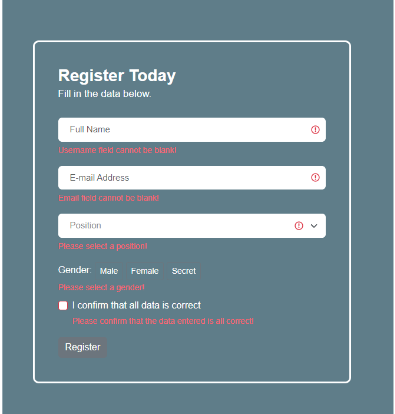 Register Today
Fill in the data below.
Full Name
Username field cannot be blank!
E-mail Address
Email field cannot be blank!
Position
Please select a position!
Gender: Male Female Secret
Please select a gender!
I confirm that all data is correct
Please confirm that the data entered is all correct!
Register